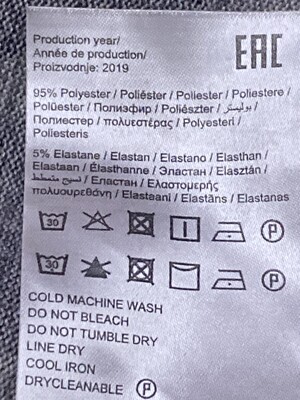 Production year/
Année de production/
Proizvodnje: 2019
EAC
95% Polyester / Poliéster / Poliester / Poliestere /
Polüester / Полиэфир / Poliészter / بوليستر /
Полиестер / πολυεστέρας / Polyesteri /
Poliesteris
5% Elastane / Elastan / Elastano / Elasthan /
Elastaan / Élasthanne / Эластан / Elasztán /
نسيج متمطط / Еластан / Ελαστομερής
πολυουρεθάνη / Elastaani / Elastāns / Elastanas
30 P
30 P
COLD MACHINE WASH
DO NOT BLEACH
DO NOT TUMBLE DRY
LINE DRY
COOL IRON
DRYCLEANABLE P